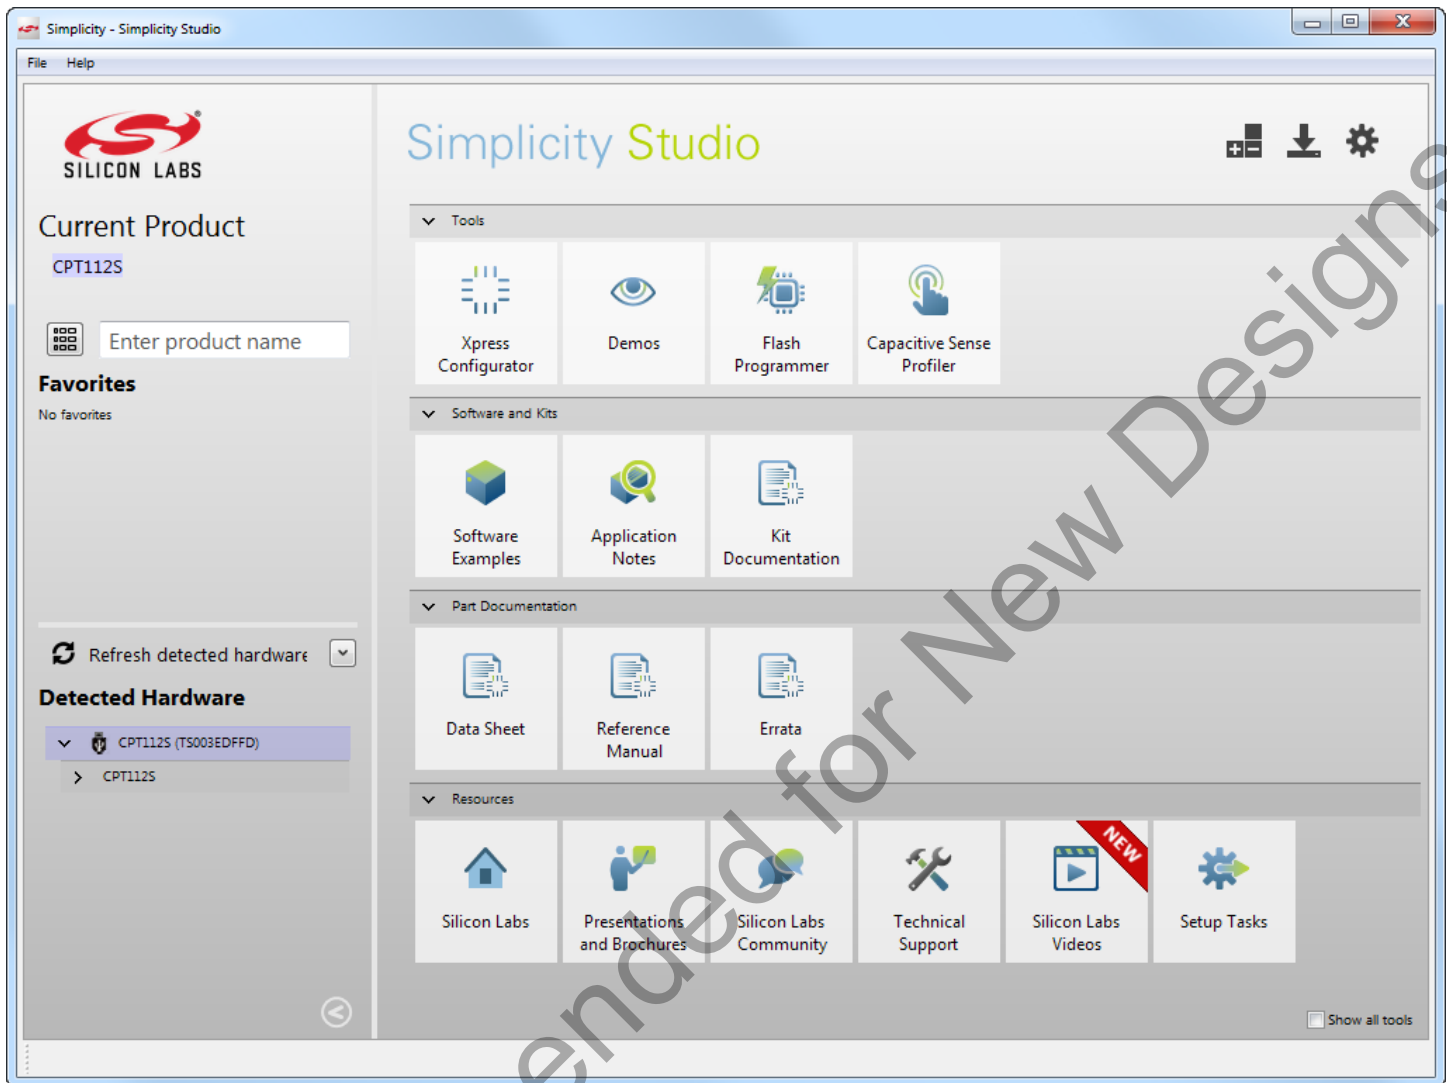 Simplicity - Simplicity Studio
File Help
SILICON LABS
Simplicity Studio
Current Product
CPT112S
Enter product name
Favorites
No favorites
Refresh detected hardware
Detected Hardware
CPT112S (TS003EDFFD)
CPT112S
Tools
Xpress
Configurator
Demos
Flash
Programmer
Capacitive Sense
Profiler
Software and Kits
Software
Examples
Application
Notes
Kit
Documentation
Part Documentation
Data Sheet
Reference
Manual
Errata
Resources
Silicon Labs
Presentations
and Brochures
Silicon Labs
Community
Technical
Support
NEW
Silicon Labs
Videos
Setup Tasks
Show all tools
ended for New Designs